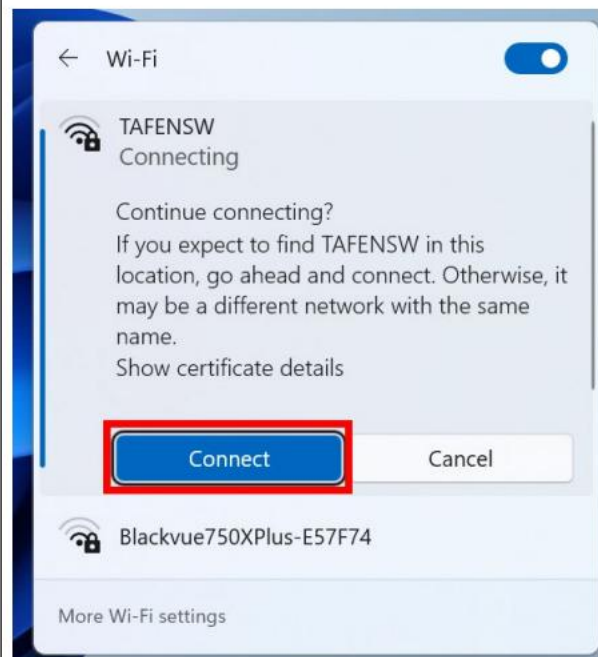 Wi-Fi
TAFENSW
Connecting
Continue connecting?
If you expect to find TAFENSW in this
location, go ahead and connect. Otherwise, it
may be a different network with the same
name.
Show certificate details
Connect
Cancel
Blackvue750XPlus-E57F74
More Wi-Fi settings